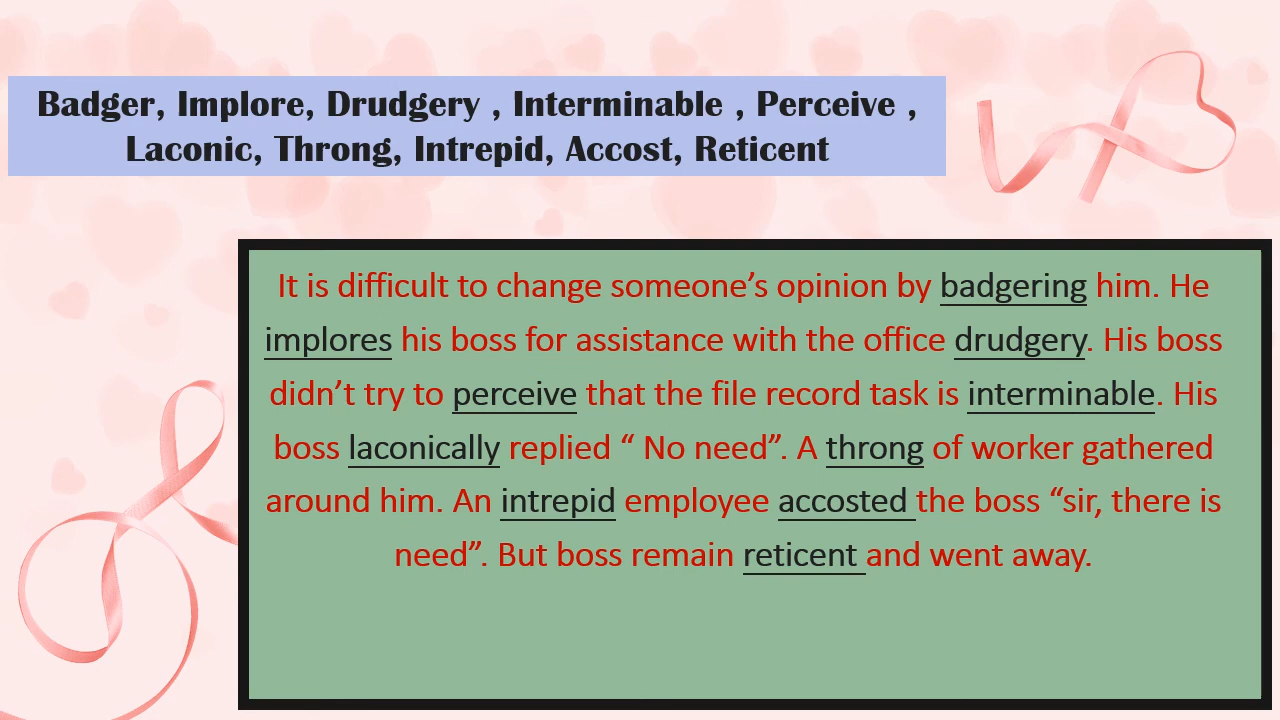 Badger, Implore, Drudgery , Interminable , Perceive ,
Laconic, Throng, Intrepid, Accost, Reticent
It is difficult to change someone’s opinion by badgering him. He
implores his boss for assistance with the office drudgery. His boss
didn’t try to perceive that the file record task is interminable. His
boss laconically replied “ No need”. A throng of worker gathered
around him. An intrepid employee accosted the boss “sir, there is
need”. But boss remain reticent and went away.